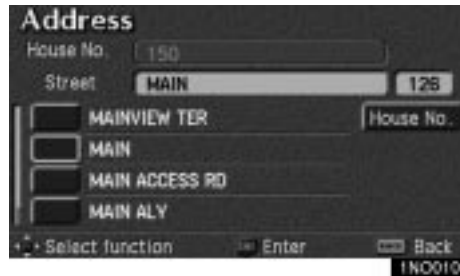 Address
House No. 150
Street MAIN 126
MAINVIEW TER House No.
MAIN
MAIN ACCESS RD
MAIN ALY
Select function Enter Back
1NO010